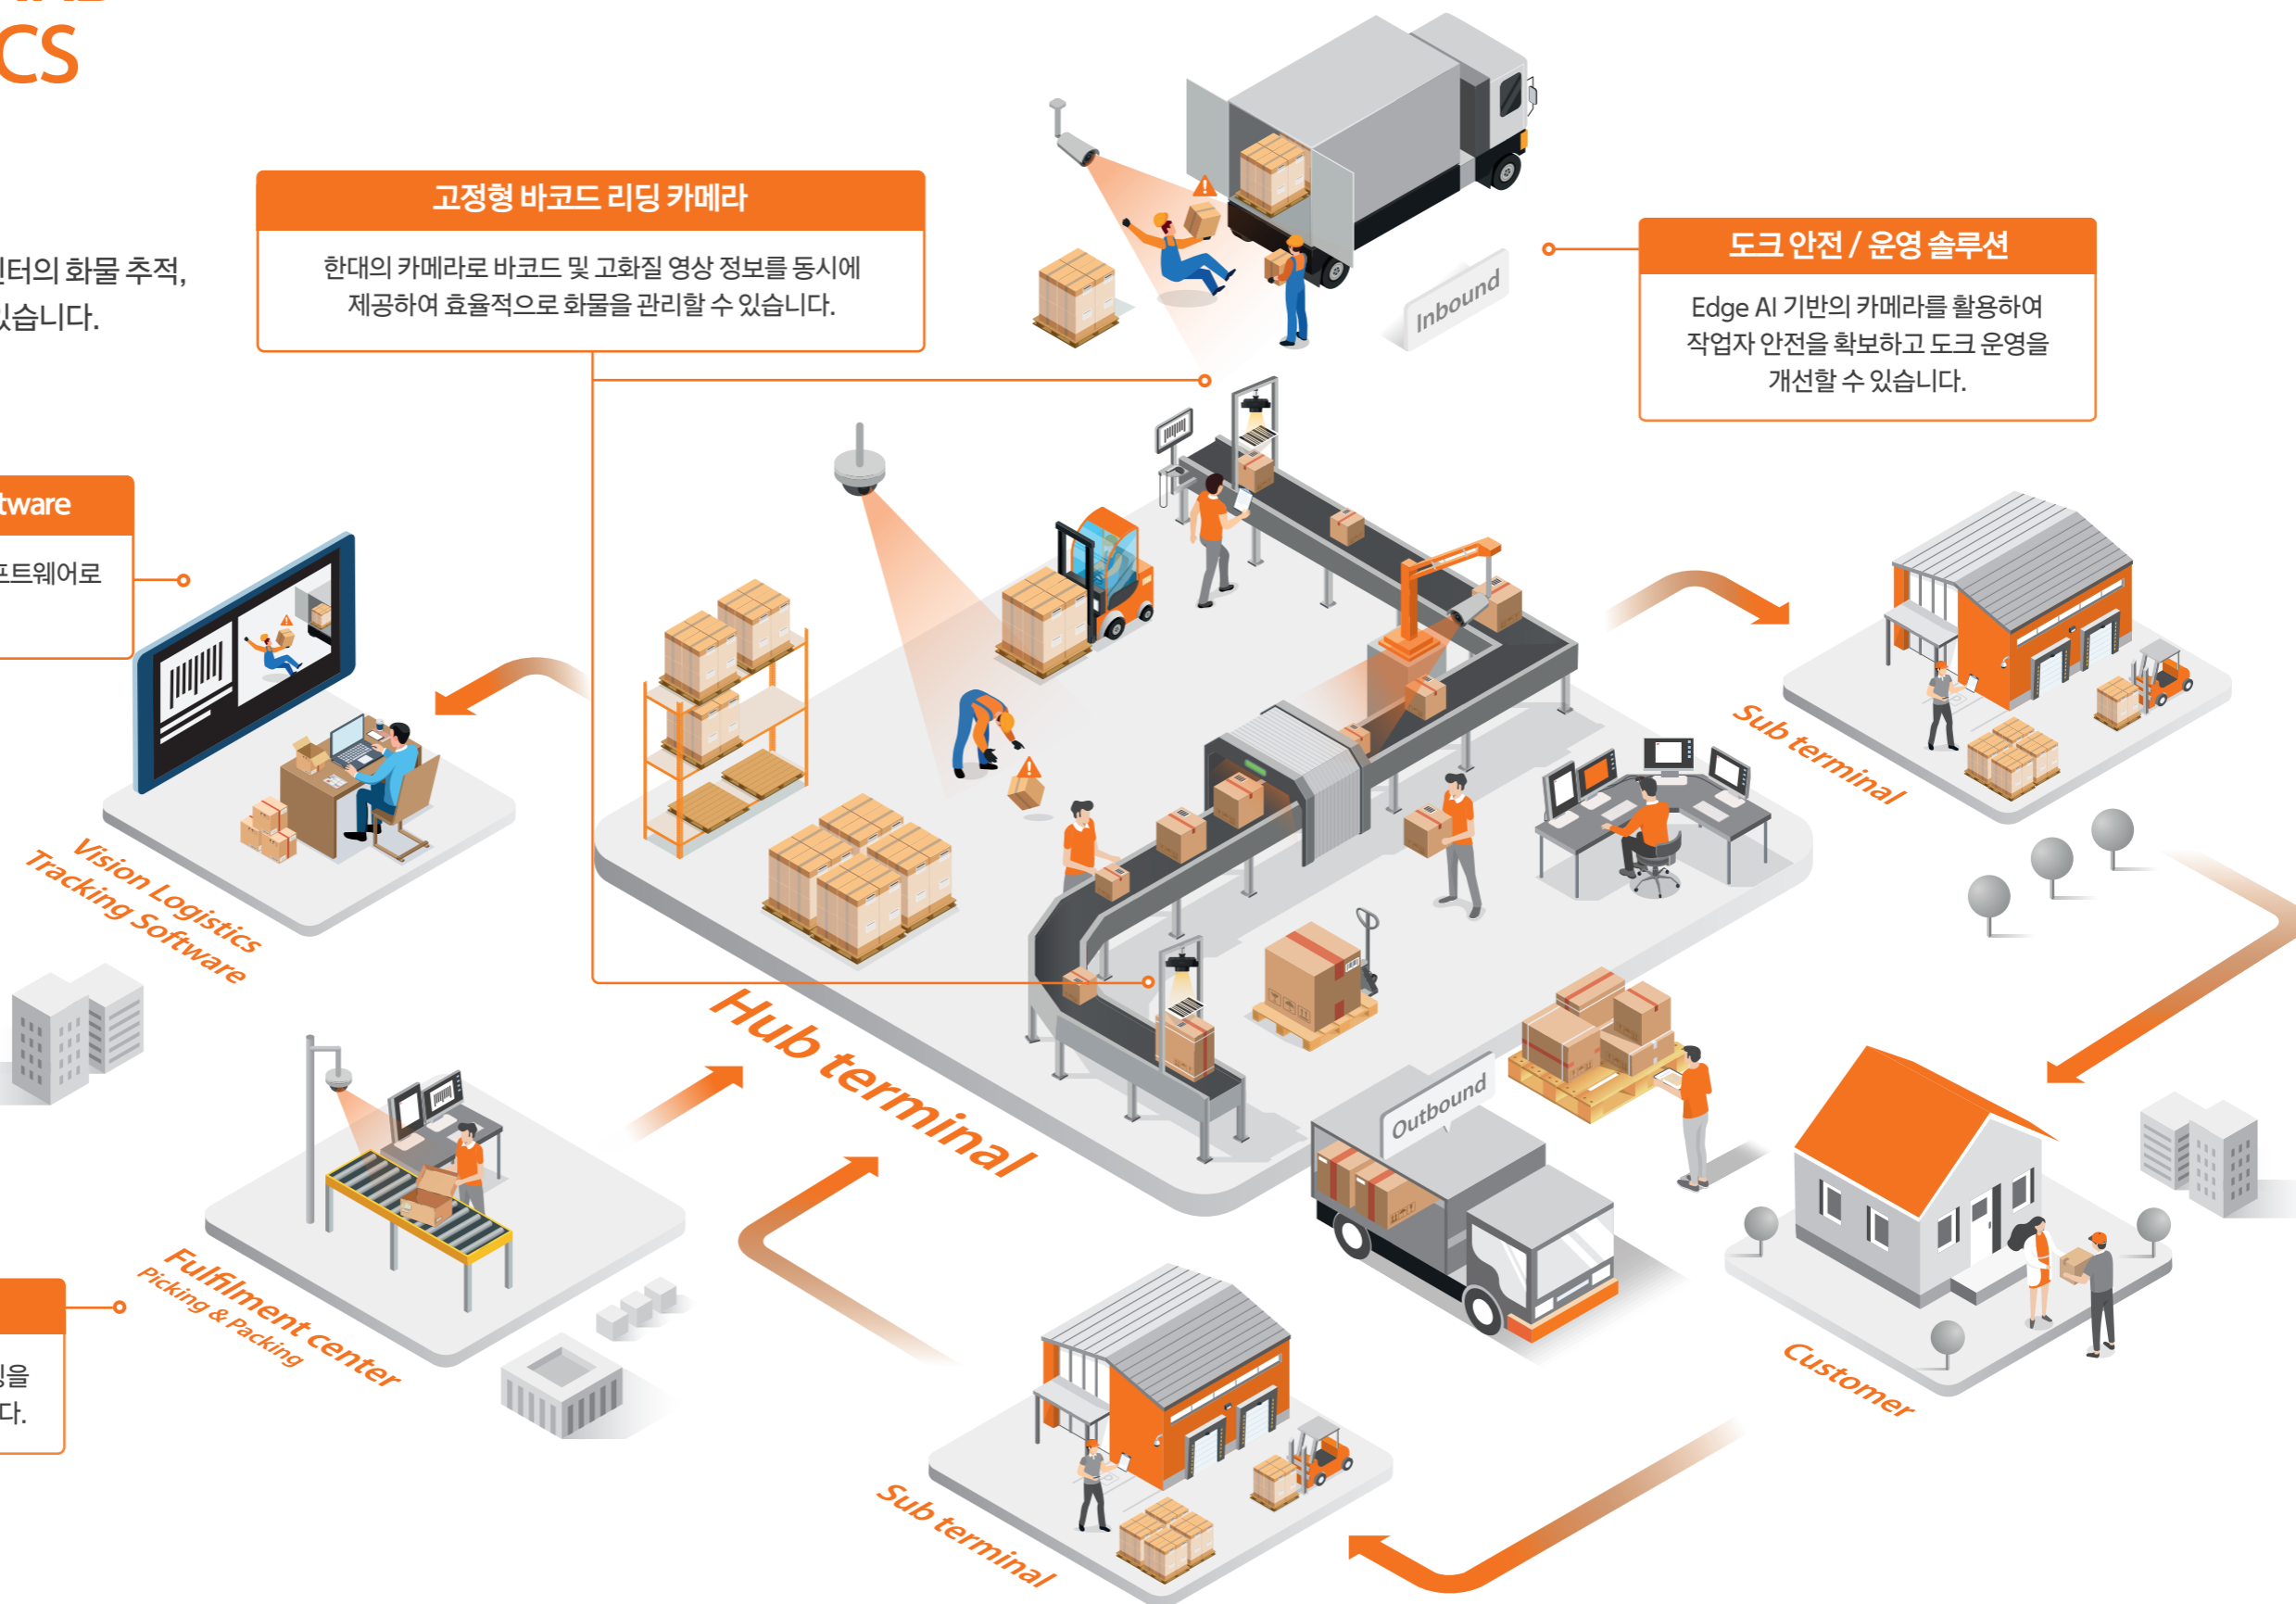 CS
고정형 바코드 리딩 카메라
한대의 카메라로 바코드 및 고화질 영상 정보를 동시에
제공하여 효율적으로 화물을 관리할 수 있습니다.
도크 안전 / 운영 솔루션
Edge AI 기반의 카메라를 활용하여
작업자 안전을 확보하고 도크 운영을
개선할 수 있습니다.
Inbound
터의 화물 추적,
있습니다.
tware
프트웨어로
Vision Logistics
Tracking Software
Sub terminal
Hub terminal
Outbound
Fulfilment center
Picking & Packing
을
다.
Customer
Sub terminal